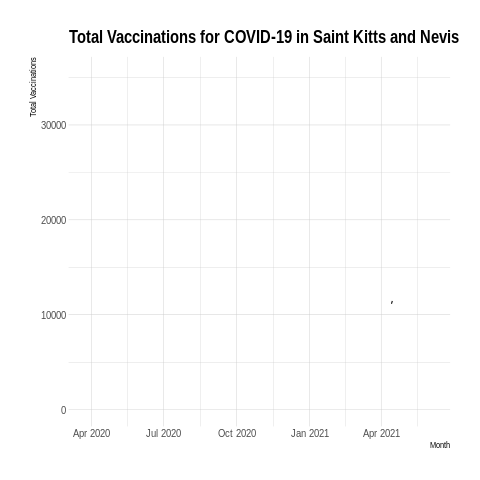 Total Vaccinations for COVID-19 in Saint Kitts and Nevis
Total Vaccinations
30000
20000
10000
0
Apr 2020 Jul 2020 Oct 2020 Jan 2021 Apr 2021
Month